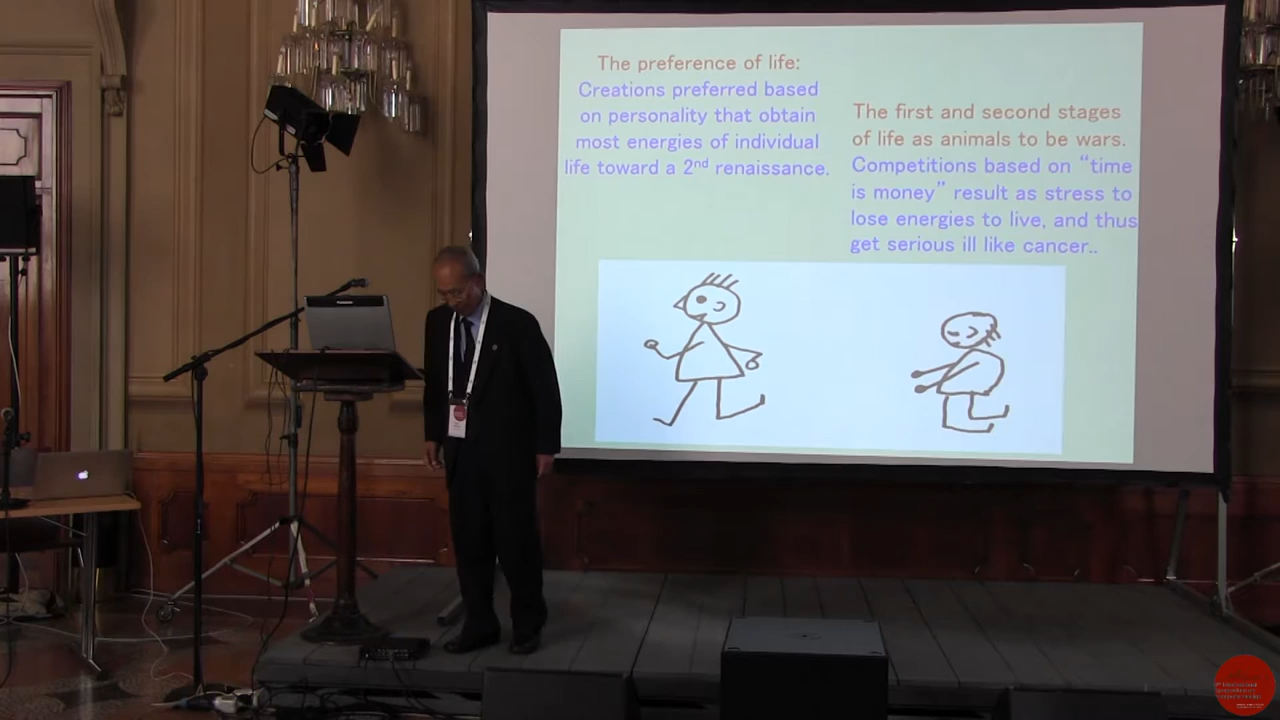 The preference of life:
Creations preferred based
on personality that obtain
most energies of individual
life toward a 2nd renaissance.
The first and second stages
of life as animals to be wars.
Competitions based on “time
is money” result as stress to
lose energies to live, and thus
get serious ill like cancer..
Panasonic